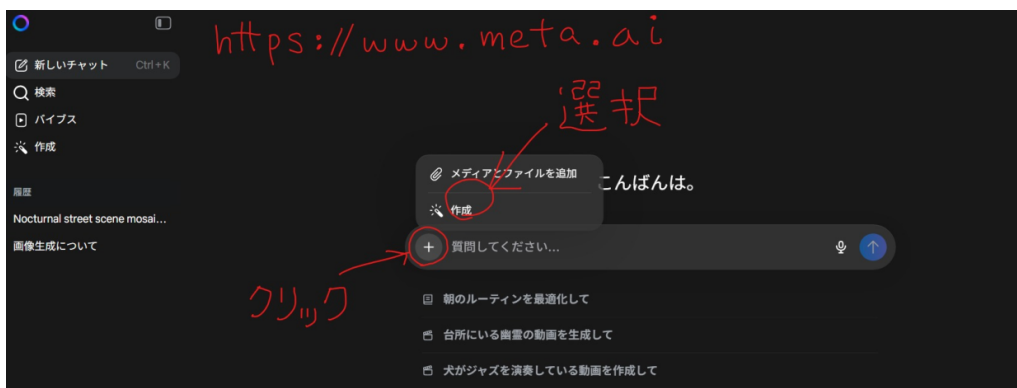 https://www.meta.ai
新しいチャット Ctrl+K
検索
バイブス
作成
履歴
Nocturnal street scene mosai...
画像生成について
選択
メディアとファイルを追加
作成
こんばんは。
質問してください...
クリック
朝のルーティンを最適化して
台所にいる幽霊の動画を生成して
犬がジャズを演奏している動画を作成して